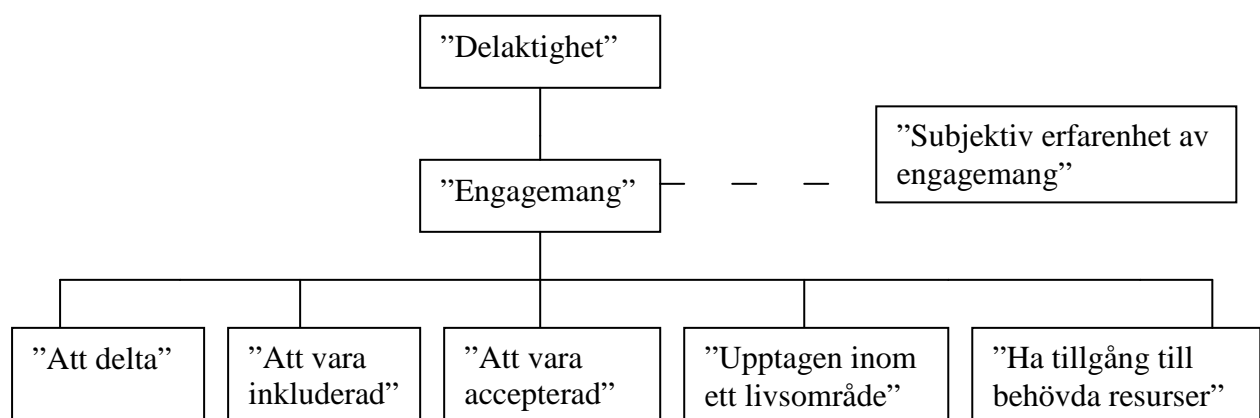 ”Delaktighet”
”Subjektiv erfarenhet av
engagemang”
”Engagemang”
”Att delta”
”Att vara
inkluderad”
”Att vara
accepterad”
”Upptagen inom
ett livsområde”
”Ha tillgång till
behövda resurser”